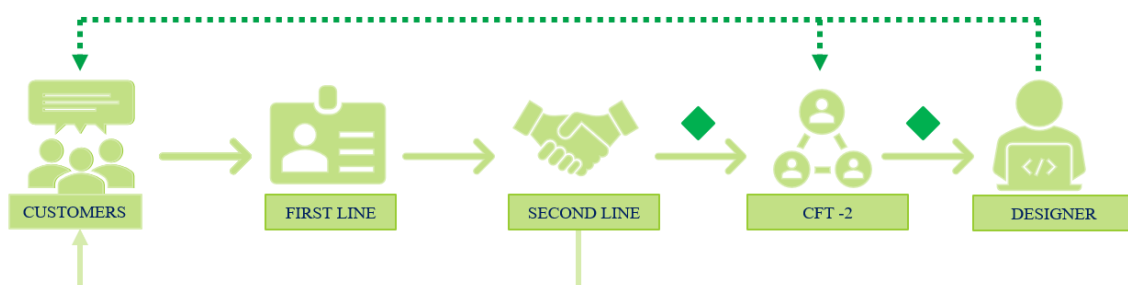 CUSTOMERS
FIRST LINE
SECOND LINE
CFT -2
DESIGNER
</>